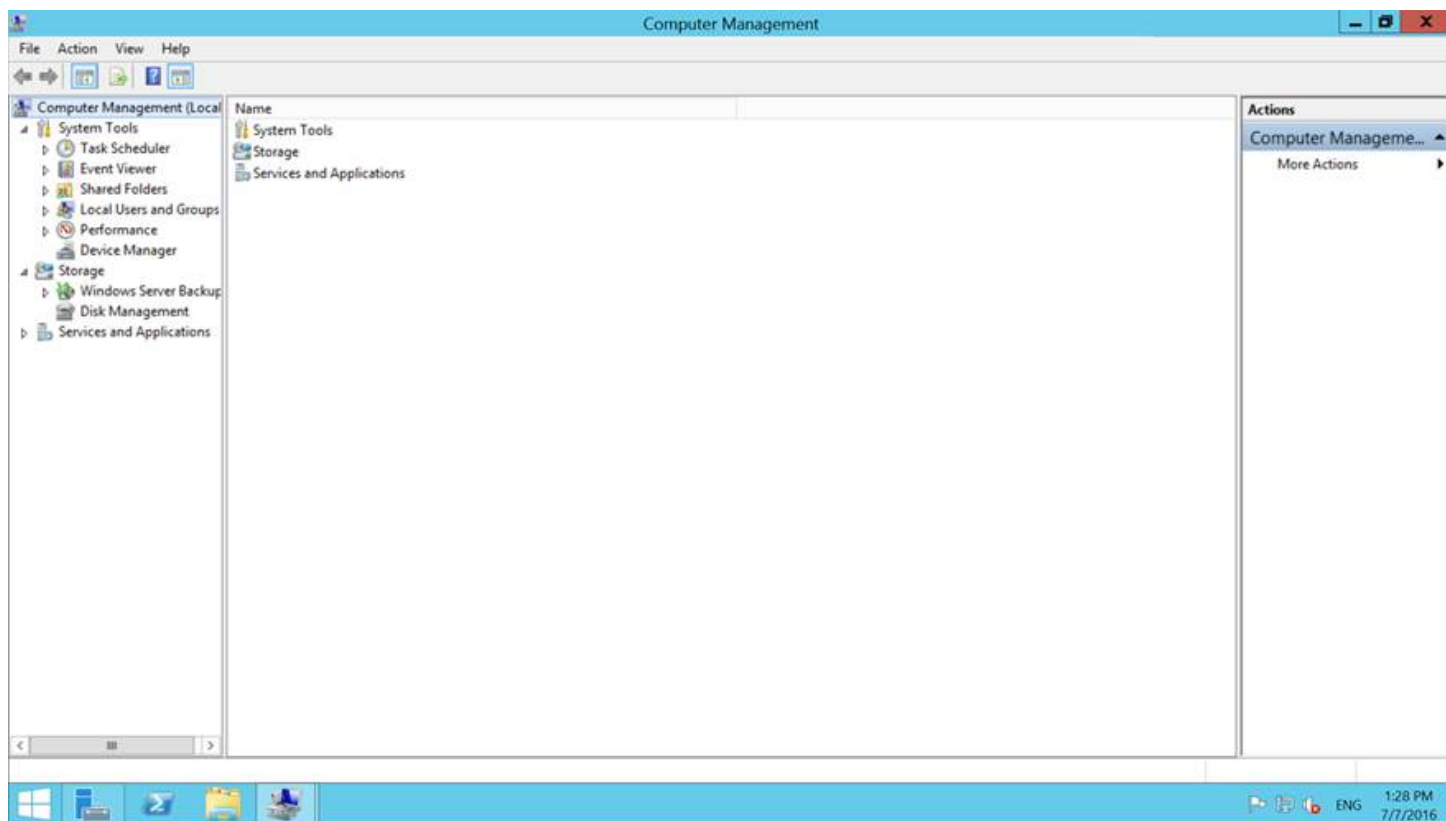 Computer Management
File Action View Help
Computer Management (Local
System Tools
Task Scheduler
Event Viewer
Shared Folders
Local Users and Groups
Performance
Device Manager
Storage
Windows Server Backup
Disk Management
Services and Applications
Name
System Tools
Storage
Services and Applications
Actions
Computer Manageme...
More Actions
ENG
1:28 PM
7/7/2016